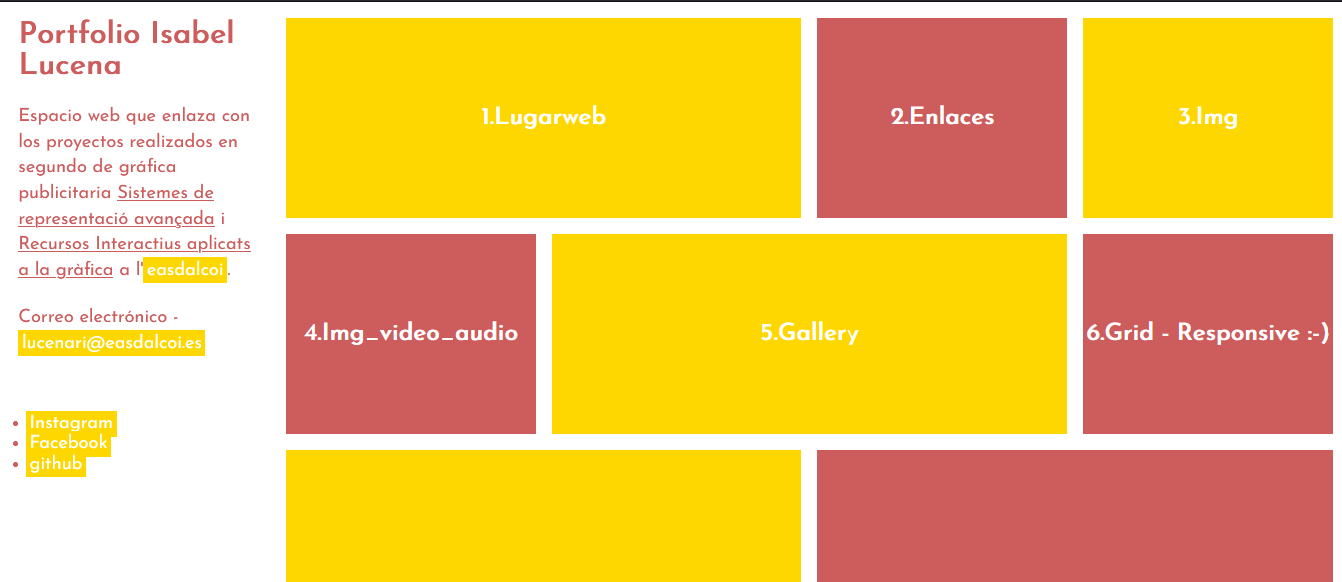 Portfolio Isabel
Lucena
Espacio web que enlaza con
los proyectos realizados en
segundo de gráfica
publicitaria Sistemes de
representació avançada i
Recursos Interactius aplicats
a la gràfica a l'easdalcoi.
Correo electrónico -
lucenari@easdalcoi.es
Instagram
Facebook
github
1.Lugarweb
2.Enlaces
3.Img
4.Img_video_audio
5.Gallery
6.Grid - Responsive :-)